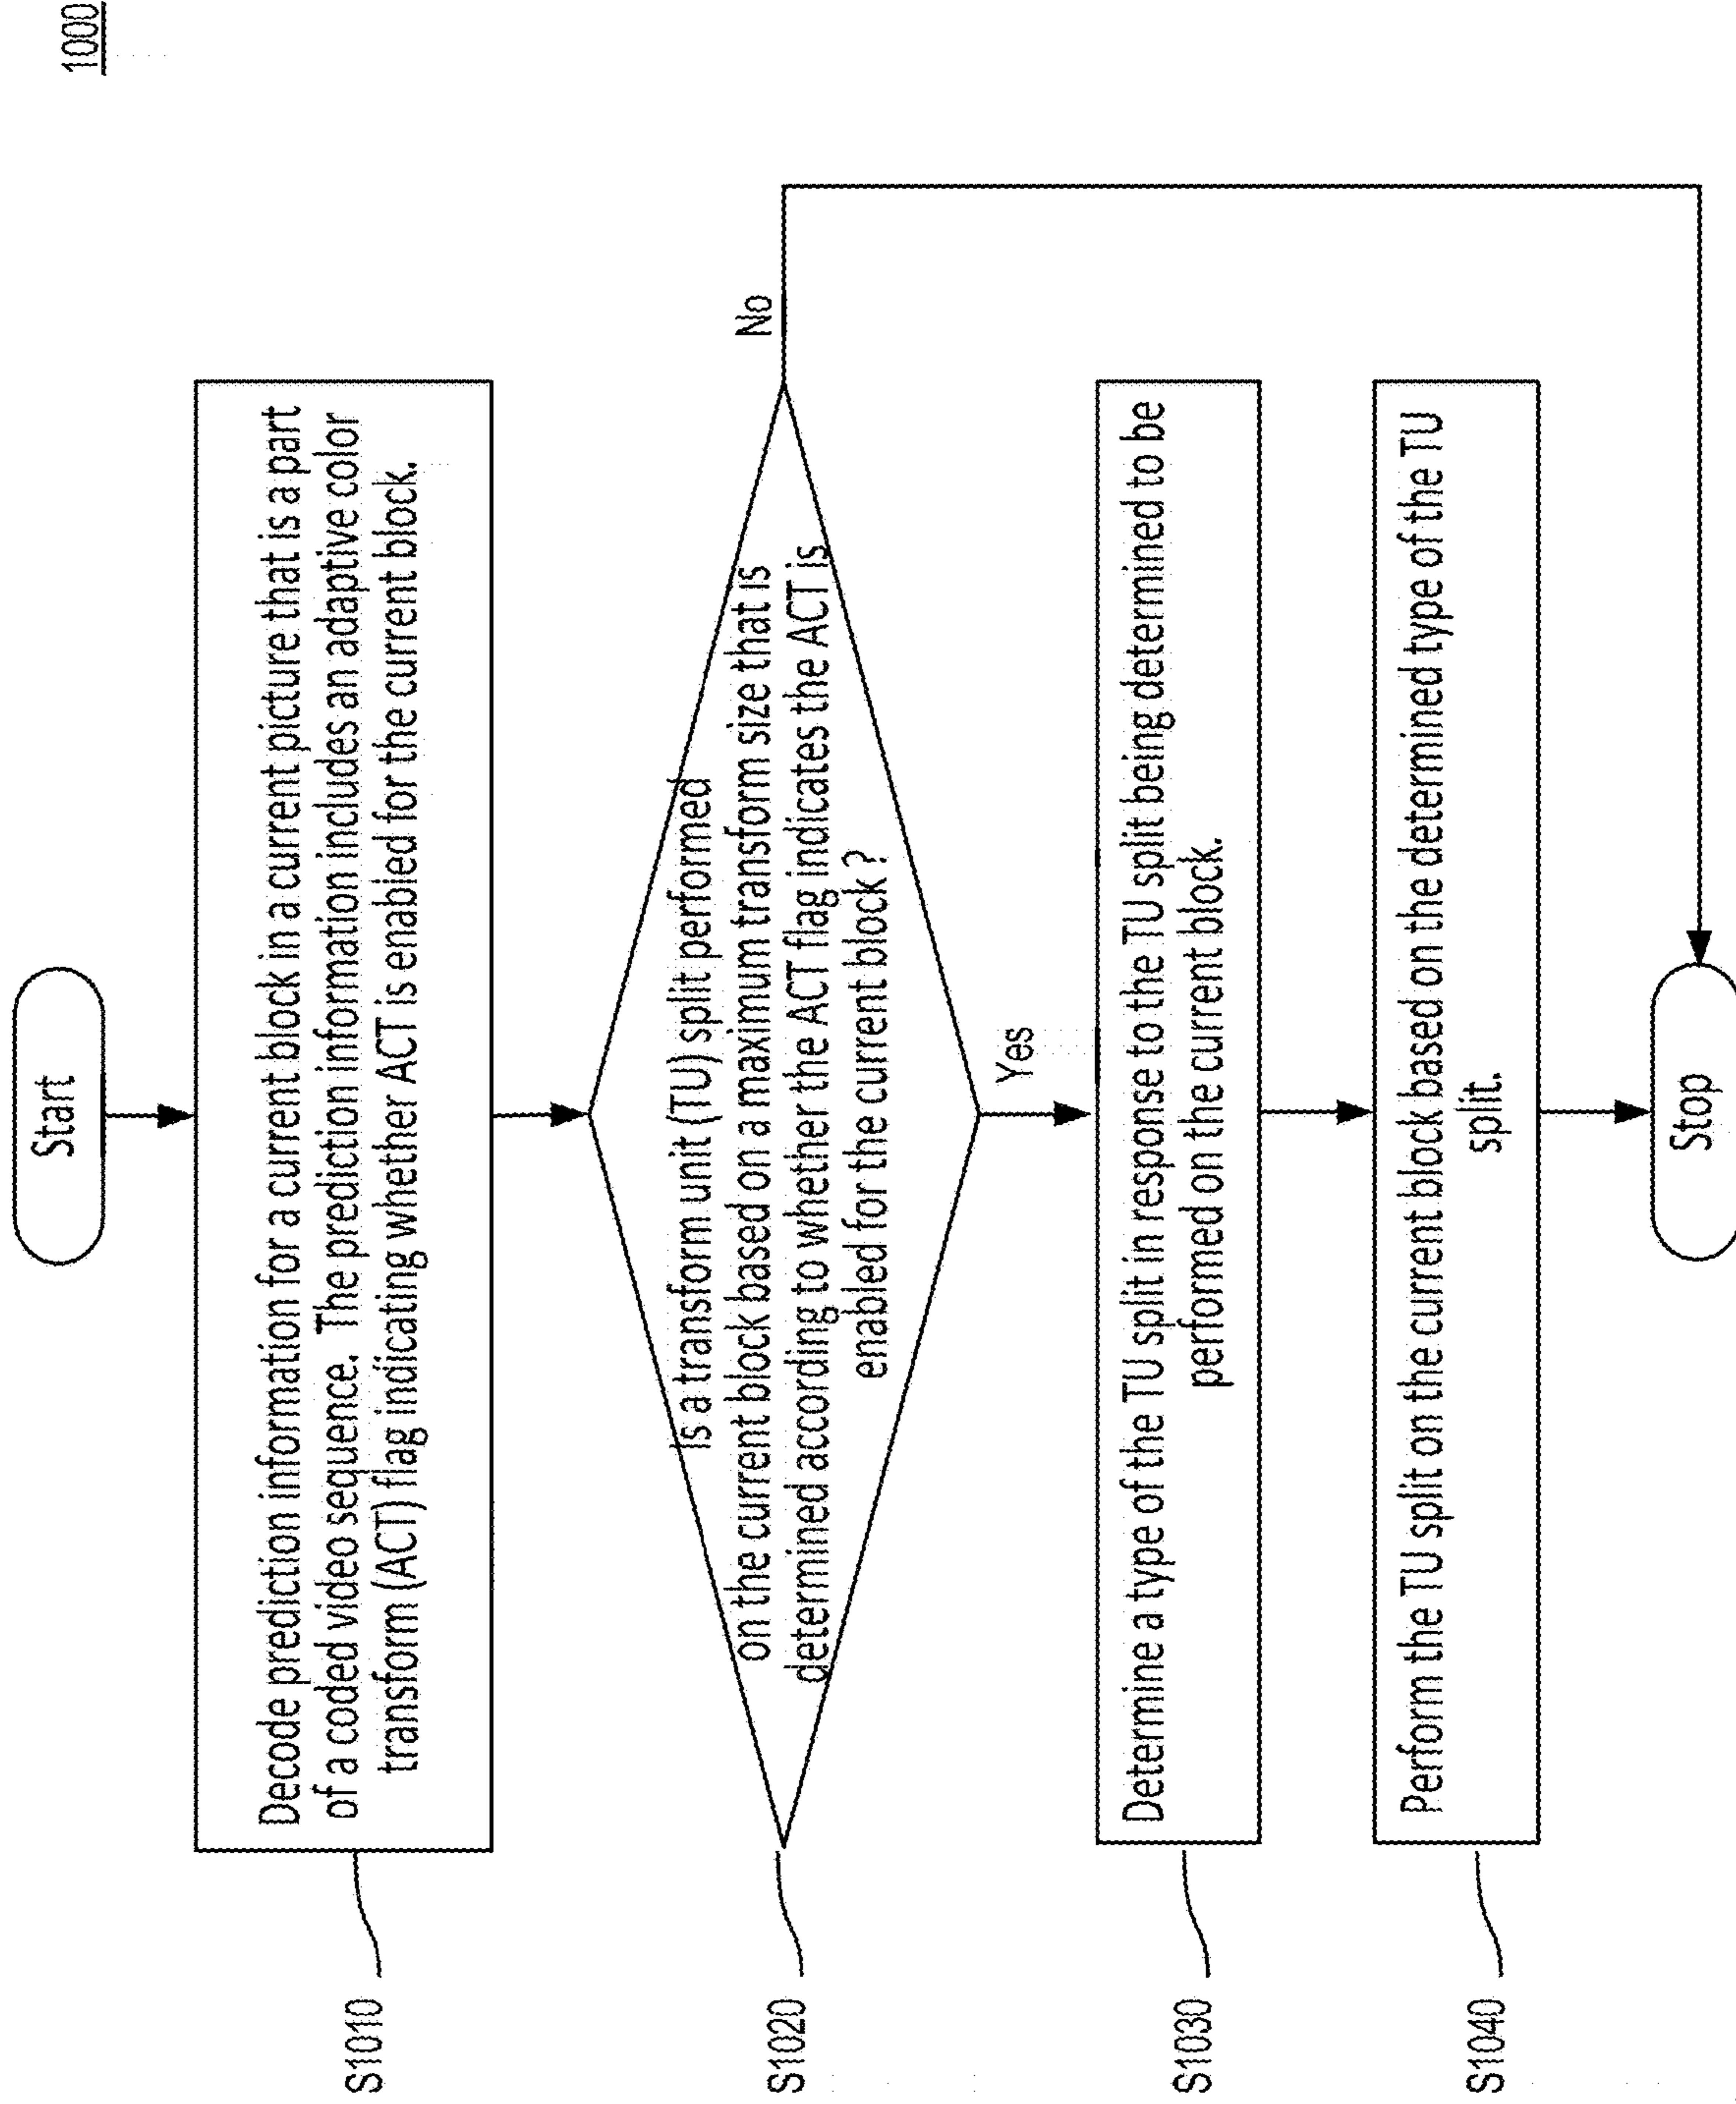 1000
Start
Decode prediction information for a current block in a current picture that is a part
of a coded video sequence. The prediction information includes an adaptive color
transform (ACT) flag indicating whether ACT is enabled for the current block.
S1010
Is a transform unit (TU) split performed
on the current block based on a maximum transform size that is
determined according to whether the ACT flag indicates the ACT is
enabled for the current block ?
S1020
No
Yes
Determine a type of the TU split in response to the TU split being determined to be
performed on the current block.
S1030
Perform the TU split on the current block based on the determined type of the TU
split.
S1040
Stop